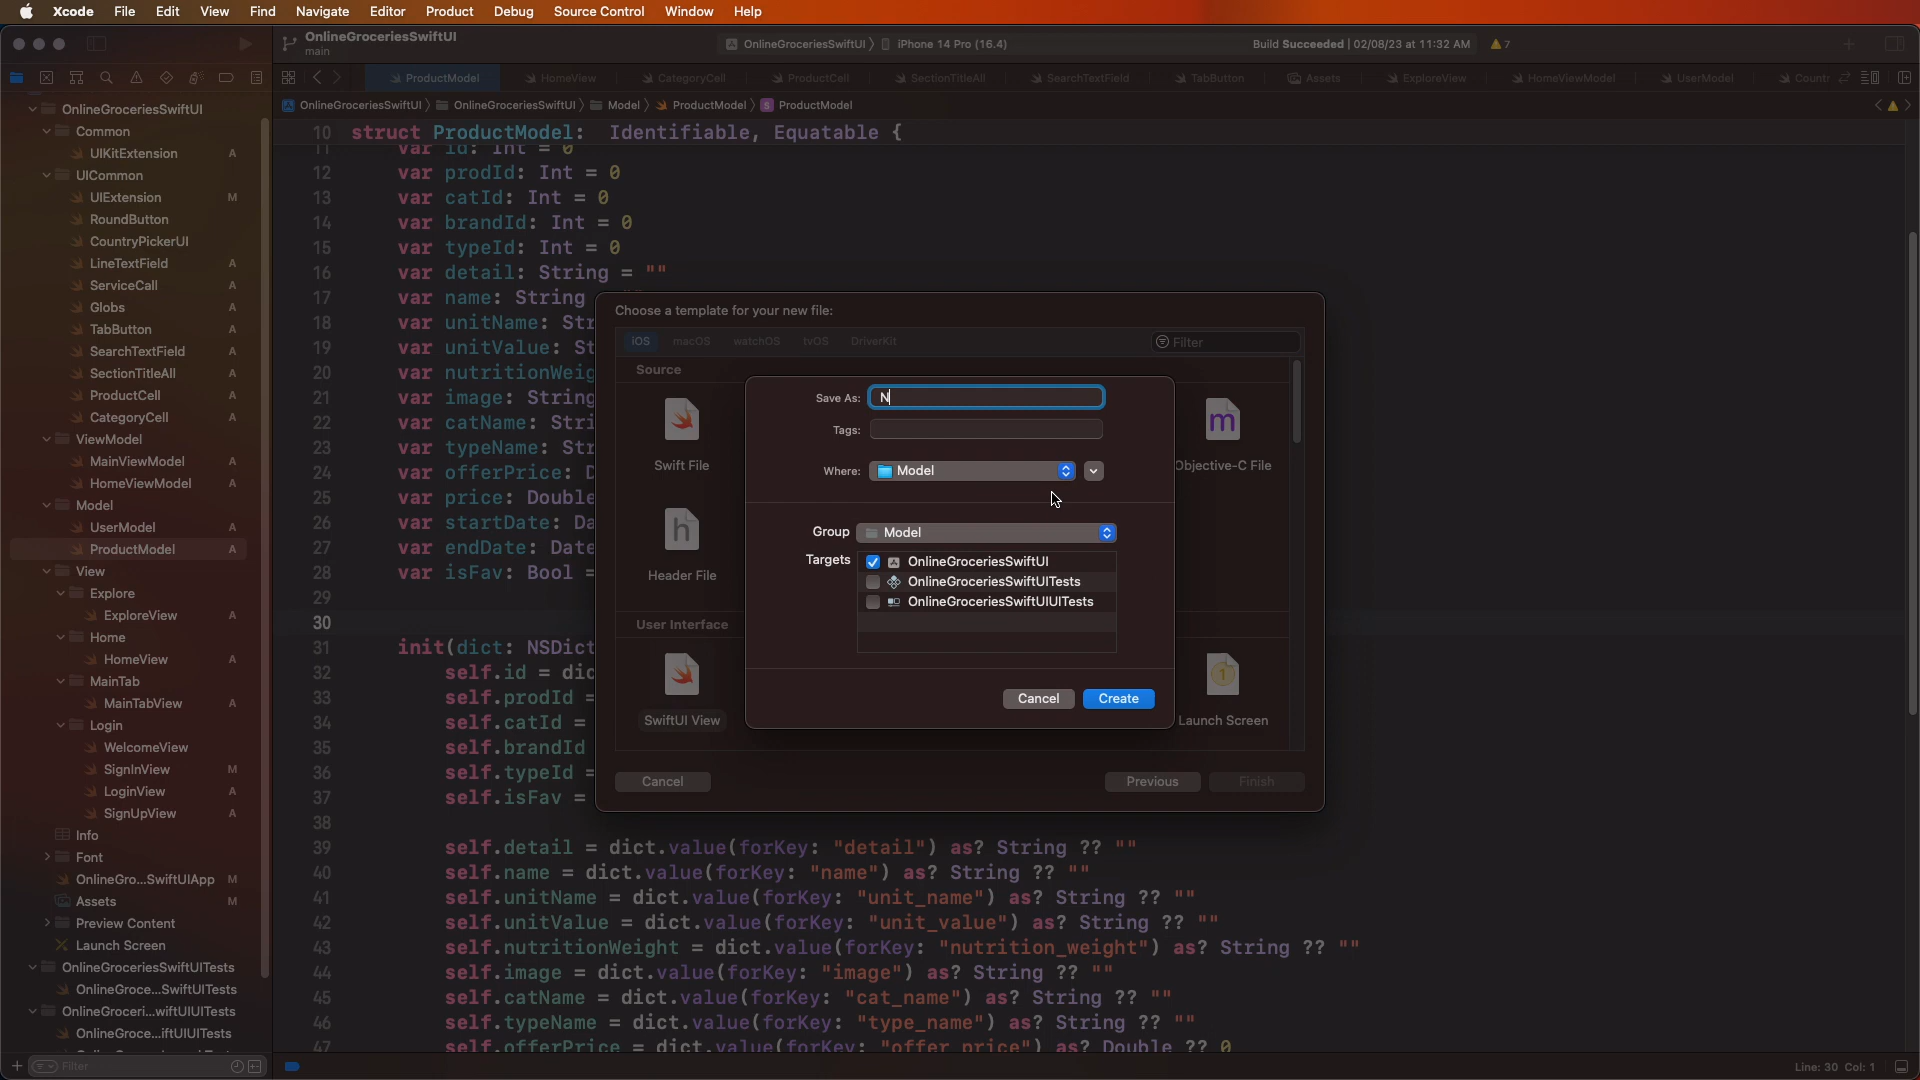 Xcode File Edit View Find Navigate Editor Product Debug Source Control Window Help
OnlineGroceriesSwiftUI
main
OnlineGroceriesSwiftUI iPhone 14 Pro (16.4)
Build Succeeded | 02/08/23 at 11:32 AM
7
ProductModel HomeView CategoryCell ProductCell SectionTitleAll SearchTextField TabButton Assets ExploreView HomeViewModel UserModel
OnlineGroceriesSwiftUI OnlineGroceriesSwiftUI Model ProductModel S ProductModel
OnlineGroceriesSwiftUI
Common
UIKitExtension A
UICommon
UIExtension M
RoundButton
CountryPickerUI
LineTextField A
ServiceCall A
Globs A
TabButton A
SearchTextField A
SectionTitleAll A
ProductCell A
CategoryCell A
ViewModel
MainViewModel A
HomeViewModel A
Model
UserModel A
ProductModel A
View
Explore
ExploreView A
Home
HomeView A
MainTab
MainTabView A
Login
WelcomeView
SignInView M
LoginView A
SignUpView A
Info
Font
OnlineGro...SwiftUIApp M
Assets M
Preview Content
Launch Screen
OnlineGroceriesSwiftUITests
OnlineGroce...SwiftUITests
OnlineGroceri...wiftUIUITests
OnlineGroce...iftUIUITests
Filter
10 struct ProductModel: Identifiable, Equatable {
11 var id: Int = 0
12 var prodId: Int = 0
13 var catId: Int = 0
14 var brandId: Int = 0
15 var typeId: Int = 0
16 var detail: String = ""
17 var name: String
18 var unitName: Str
19 var unitValue: St
20 var nutritionWeig
21 var image: String
22 var catName: Stri
23 var typeName: Str
24 var offerPrice: D
25 var price: Double
26 var startDate: Da
27 var endDate: Date
28 var isFav: Bool =
29
30
31 init(dict: NSDict
32 self.id = dic
33 self.prodId =
34 self.catId =
35 self.brandId
36 self.typeId =
37 self.isFav =
38
39 self.detail = dict.value(forKey: "detail") as? String ?? ""
40 self.name = dict.value(forKey: "name") as? String ?? ""
41 self.unitName = dict.value(forKey: "unit_name") as? String ?? ""
42 self.unitValue = dict.value(forKey: "unit_value") as? String ?? ""
43 self.nutritionWeight = dict.value(forKey: "nutrition_weight") as? String ?? ""
44 self.image = dict.value(forKey: "image") as? String ?? ""
45 self.catName = dict.value(forKey: "cat_name") as? String ?? ""
46 self.typeName = dict.value(forKey: "type_name") as? String ?? ""
47 self.offerPrice = dict.value(forKey: "offer_price") as? Double ?? 0
Choose a template for your new file:
iOS macOS watchOS tvOS DriverKit
Filter
Source
Swift File
Objective-C File
Header File
User Interface
SwiftUI View
Launch Screen
Cancel Previous Finish
Save As: N
Tags:
Where: Model
Group Model
Targets OnlineGroceriesSwiftUI
OnlineGroceriesSwiftUITests
OnlineGroceriesSwiftUIUITests
Cancel Create
Line: 30 Col: 1